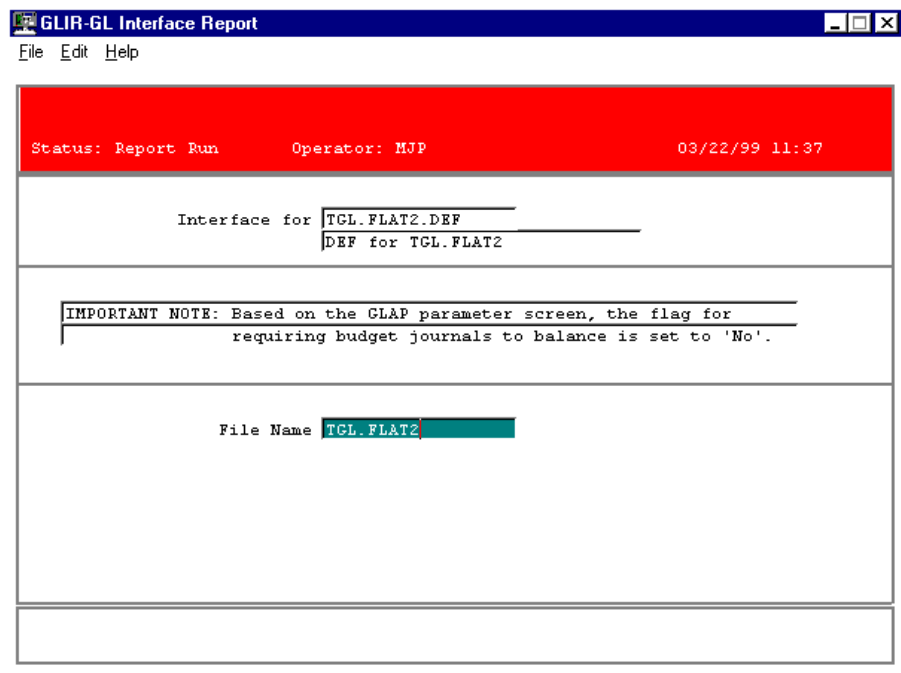 GLIR-GL Interface Report
File Edit Help
Status: Report Run Operator: MJP 03/22/99 11:37
Interface for TGL.FLAT2.DEF
DEF for TGL.FLAT2
IMPORTANT NOTE: Based on the GLAP parameter screen, the flag for
requiring budget journals to balance is set to 'No'.
File Name TGL.FLAT2